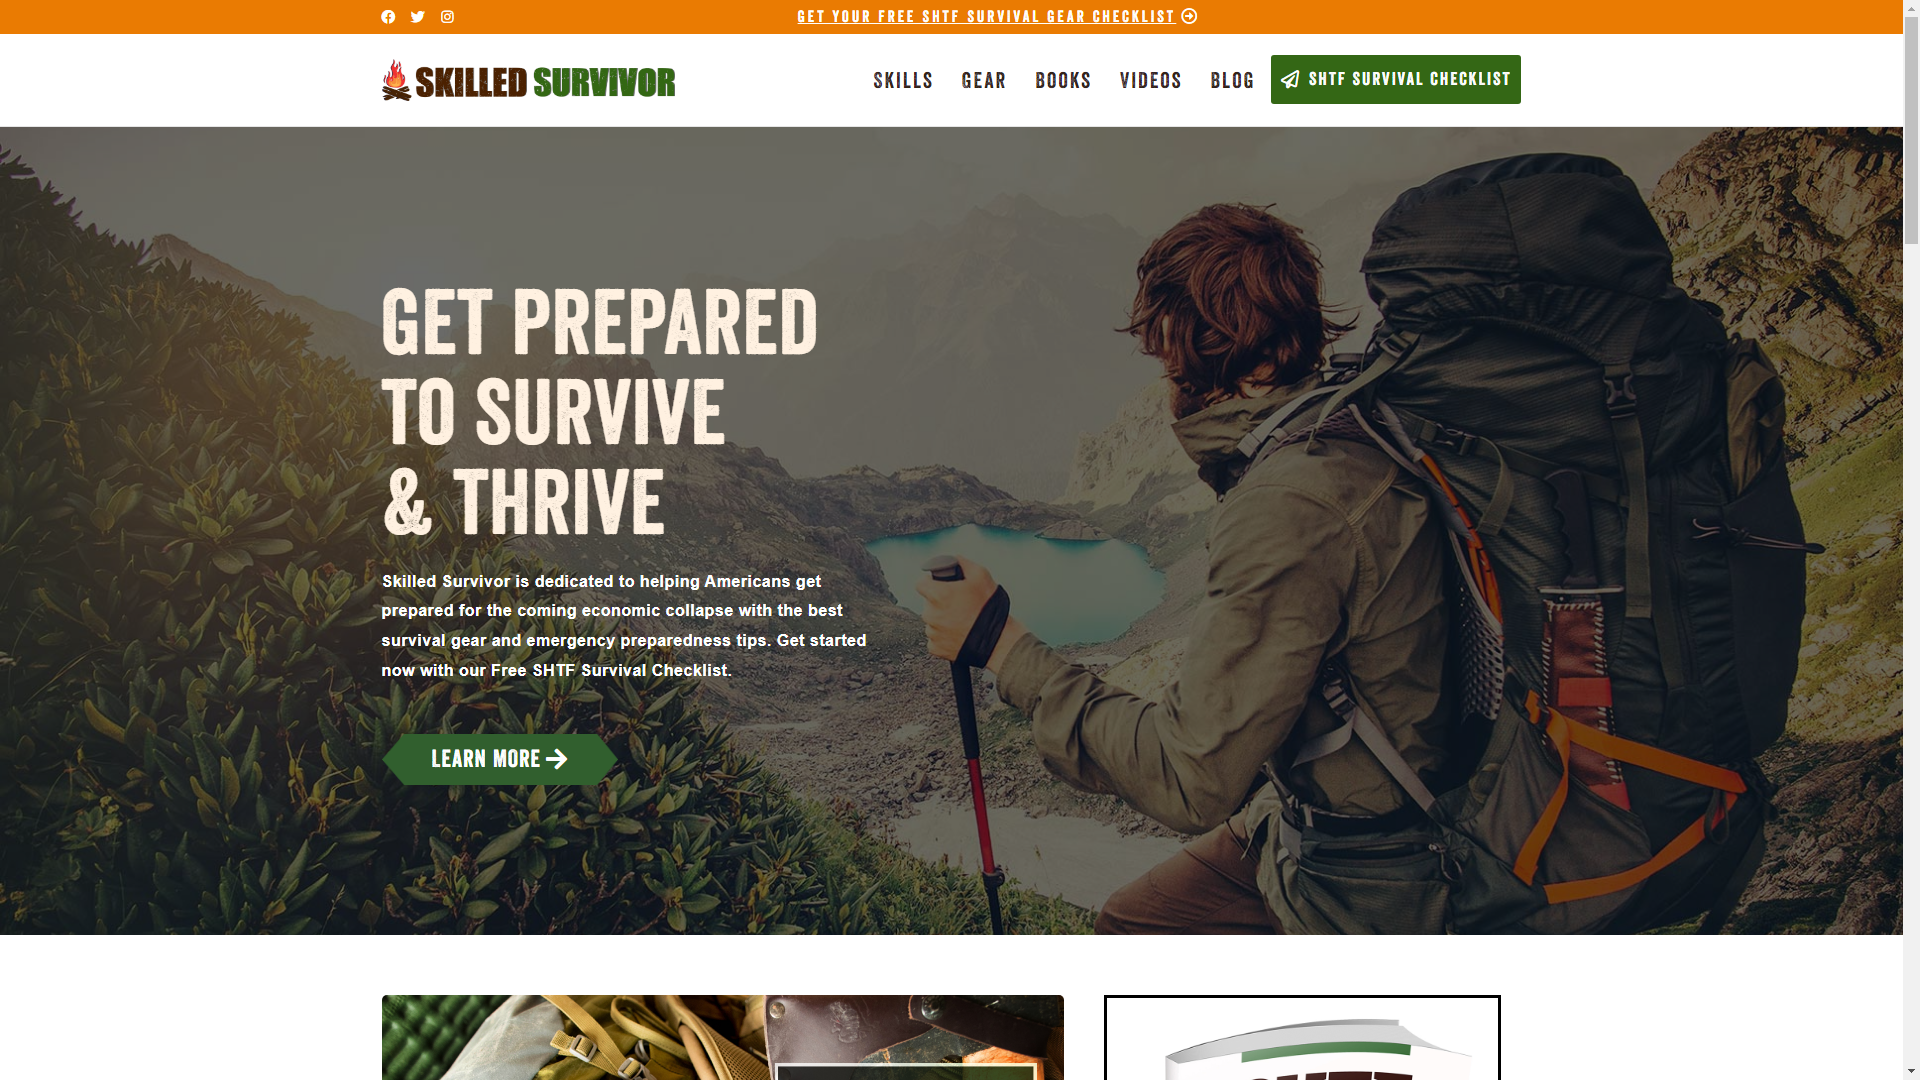 GET YOUR FREE SHTF SURVIVAL GEAR CHECKLIST
SKILLED SURVIVOR
SKILLS
GEAR
BOOKS
VIDEOS
BLOG
SHTF SURVIVAL CHECKLIST
GET PREPARED
TO SURVIVE
& THRIVE
Skilled Survivor is dedicated to helping Americans get
prepared for the coming economic collapse with the best
survival gear and emergency preparedness tips. Get started
now with our Free SHTF Survival Checklist.
LEARN MORE